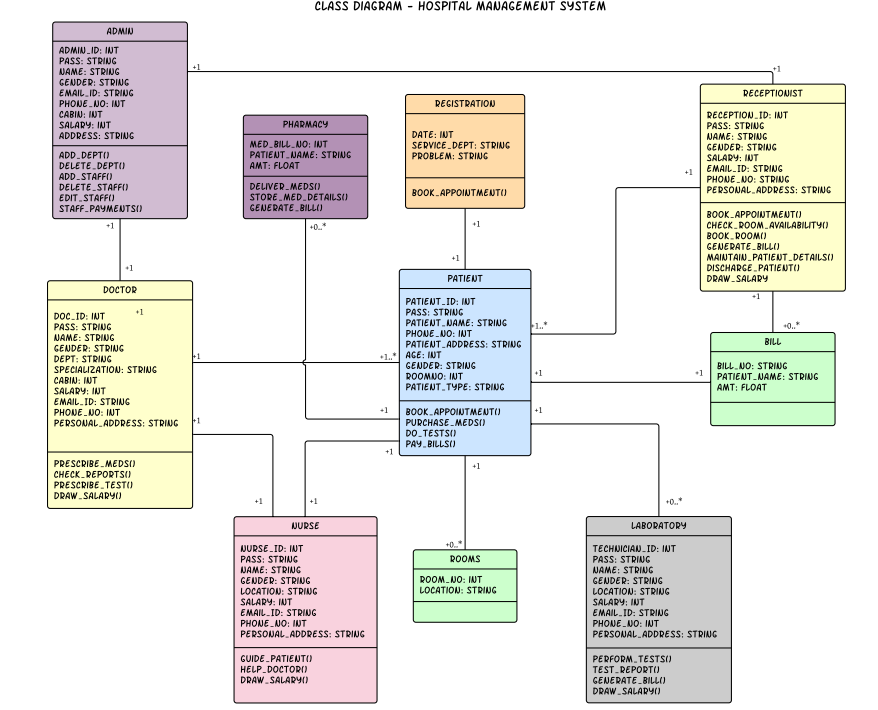 CLASS DIAGRAM - HOSPITAL MANAGEMENT SYSTEM
ADMIN
ADMIN_ID: INT
PASS: STRING
NAME: STRING
GENDER: STRING
EMAIL_ID: STRING
PHONE_NO: INT
CABIN: INT
SALARY: INT
ADDRESS: STRING
ADD_DEPT()
DELETE_DEPT()
ADD_STAFF()
DELETE_STAFF()
EDIT_STAFF()
STAFF_PAYMENTS()
+1
+1
RECEPTIONIST
RECEPTION_ID: INT
PASS: STRING
NAME: STRING
GENDER: STRING
SALARY: INT
EMAIL_ID: STRING
PHONE_NO: STRING
PERSONAL_ADDRESS: STRING
BOOK_APPOINTMENT()
CHECK_ROOM_AVAILABILITY()
BOOK_ROOM()
GENERATE_BILL()
MAINTAIN_PATIENT_DETAILS()
DISCHARGE_PATIENT()
DRAW_SALARY
PHARMACY
MED_BILL_NO: INT
PATIENT_NAME: STRING
AMT: FLOAT
DELIVER_MEDS()
STORE_MED_DETAILS()
GENERATE_BILL()
REGISTRATION
DATE: INT
SERVICE_DEPT: STRING
PROBLEM: STRING
BOOK_APPOINTMENT()
+1
+1
+0..*
+1
+1
+1
DOCTOR
DOC_ID: INT
+1
PASS: STRING
NAME: STRING
GENDER: STRING
DEPT: STRING
SPECIALIZATION: STRING
CABIN: INT
SALARY: INT
EMAIL_ID: STRING
PHONE_NO: INT
PERSONAL_ADDRESS: STRING
PRESCRIBE_MEDS()
CHECK_REPORTS()
PRESCRIBE_TEST()
DRAW_SALARY()
PATIENT
PATIENT_ID: INT
PASS: STRING
PATIENT_NAME: STRING
PHONE_NO: INT
PATIENT_ADDRESS: STRING
AGE: INT
GENDER: STRING
ROOMNO: INT
PATIENT_TYPE: STRING
BOOK_APPOINTMENT()
PURCHASE_MEDS()
DO_TESTS()
PAY_BILLS()
+1
+0..*
+1..*
BILL
BILL_NO: STRING
PATIENT_NAME: STRING
AMT: FLOAT
+1
+1..*
+1
+1
+1
+1
+1
+1
+1
+1
+1
+0..*
+0..*
NURSE
NURSE_ID: INT
PASS: STRING
NAME: STRING
GENDER: STRING
LOCATION: STRING
SALARY: INT
EMAIL_ID: STRING
PHONE_NO: INT
PERSONAL_ADDRESS: STRING
GUIDE_PATIENT()
HELP_DOCTOR()
DRAW_SALARY()
ROOMS
ROOM_NO: INT
LOCATION: STRING
LABORATORY
TECHNICIAN_ID: INT
PASS: STRING
NAME: STRING
GENDER: STRING
LOCATION: STRING
SALARY: INT
EMAIL_ID: STRING
PHONE_NO: INT
PERSONAL_ADDRESS: STRING
PERFORM_TESTS()
TEST_REPORT()
GENERATE_BILL()
DRAW_SALARY()